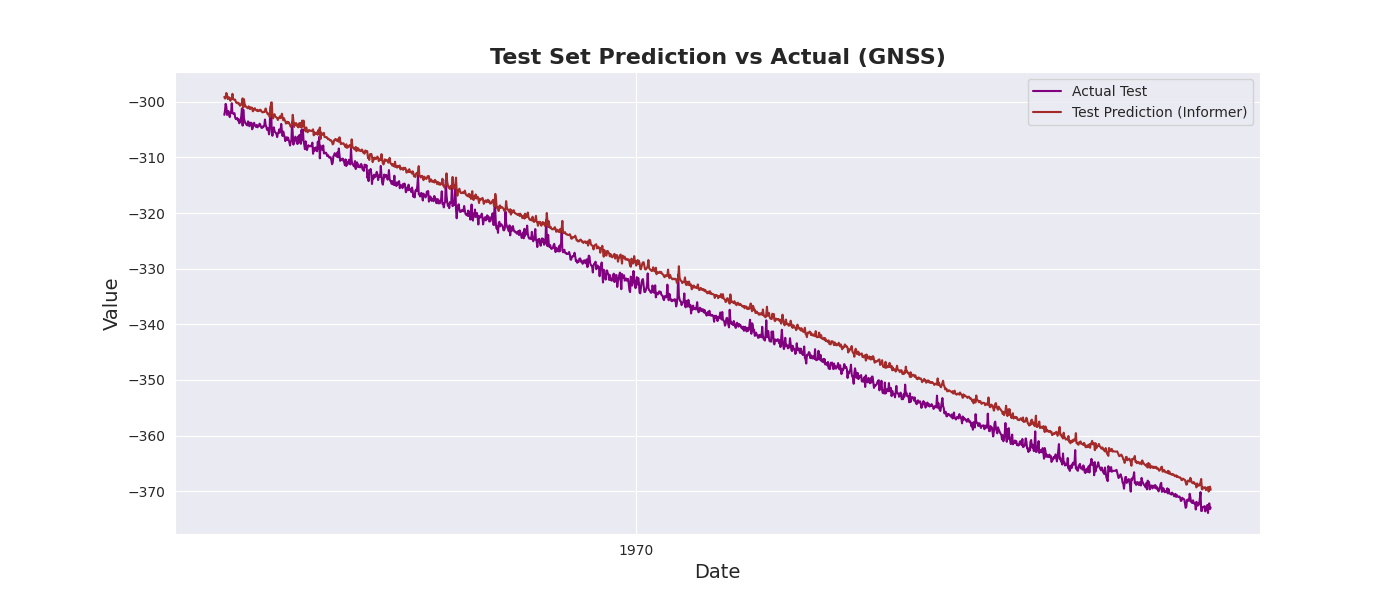 Test Set Prediction vs Actual (GNSS)
Actual Test
Test Prediction (Informer)
Value
−300
−310
−320
−330
−340
−350
−360
−370
1970
Date